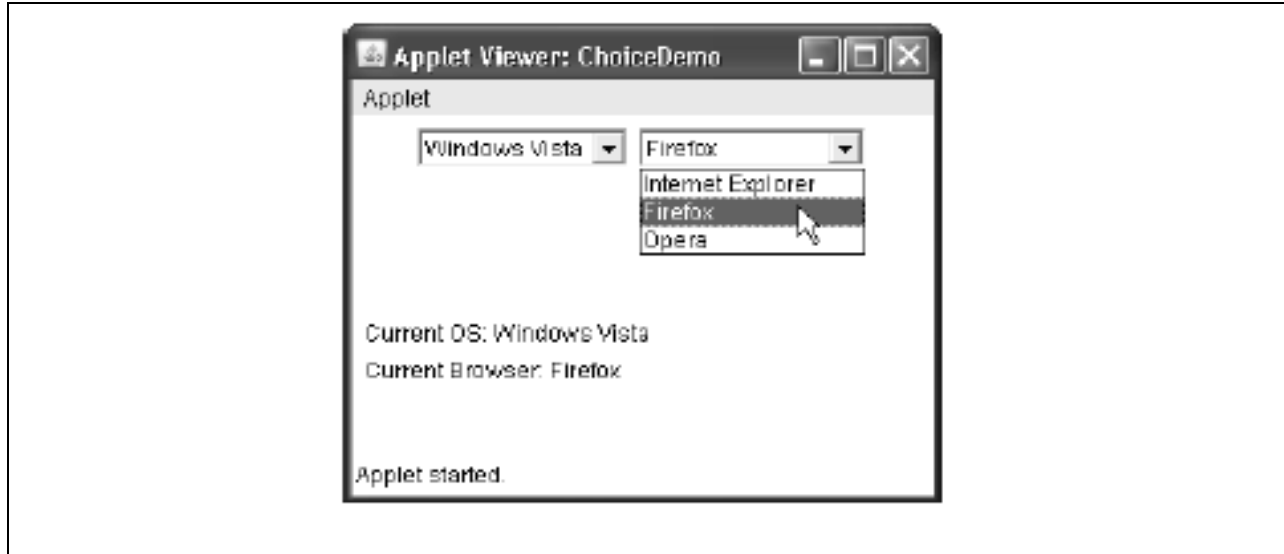 Applet Viewer: ChoiceDemo
Applet
Windows Vista Firefox
Internet Explorer
Firefox
Opera
Current OS: Windows Vista
Current Browser: Firefox
Applet started.